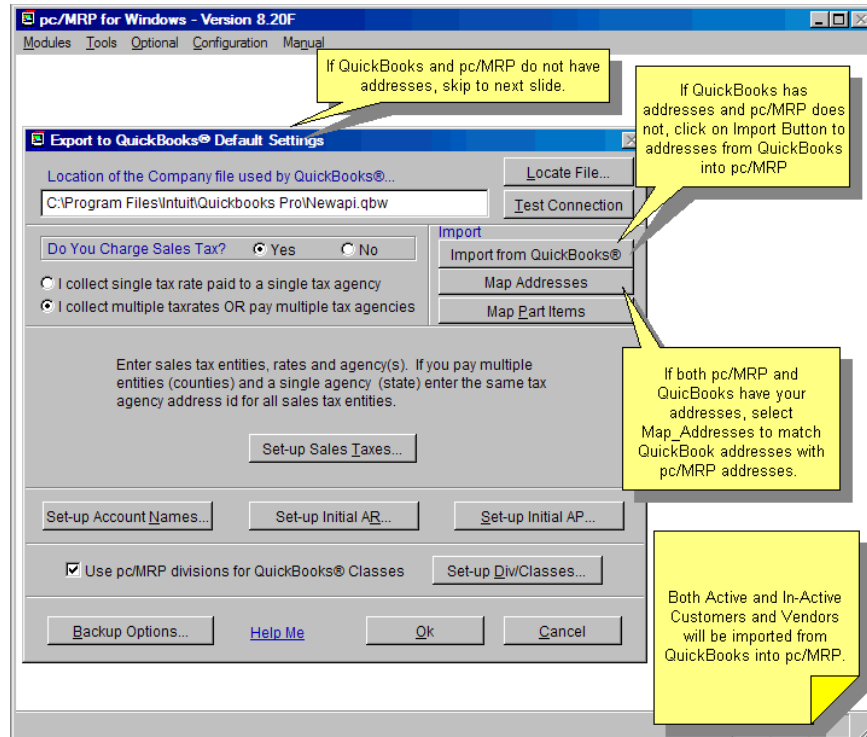 pc/MRP for Windows - Version 8.20F
Modules Tools Optional Configuration Manual
If QuickBooks and pc/MRP do not have
addresses, skip to next slide.
If QuickBooks has
addresses and pc/MRP does
not, click on Import Button to
addresses from QuickBooks
into pc/MRP
Export to QuickBooks® Default Settings
Location of the Company file used by QuickBooks®...
Locate File...
C:\Program Files\Intuit\Quickbooks Pro\Newapi.qbw
Test Connection
Do You Charge Sales Tax? Yes No
Import
Import from QuickBooks®
I collect single tax rate paid to a single tax agency
Map Addresses
I collect multiple taxrates OR pay multiple tax agencies
Map Part Items
Enter sales tax entities, rates and agency(s). If you pay multiple
entities (counties) and a single agency (state) enter the same tax
agency address id for all sales tax entities.
If both pc/MRP and
QuicBooks have your
addresses, select
Map_Addresses to match
QuickBook addresses with
pc/MRP addresses.
Set-up Sales Taxes...
Set-up Account Names...
Set-up Initial AR...
Set-up Initial AP...
Use pc/MRP divisions for QuickBooks® Classes
Set-up Div/Classes...
Both Active and In-Active
Customers and Vendors
will be imported from
QuickBooks into pc/MRP.
Backup Options...
Help Me
Ok
Cancel